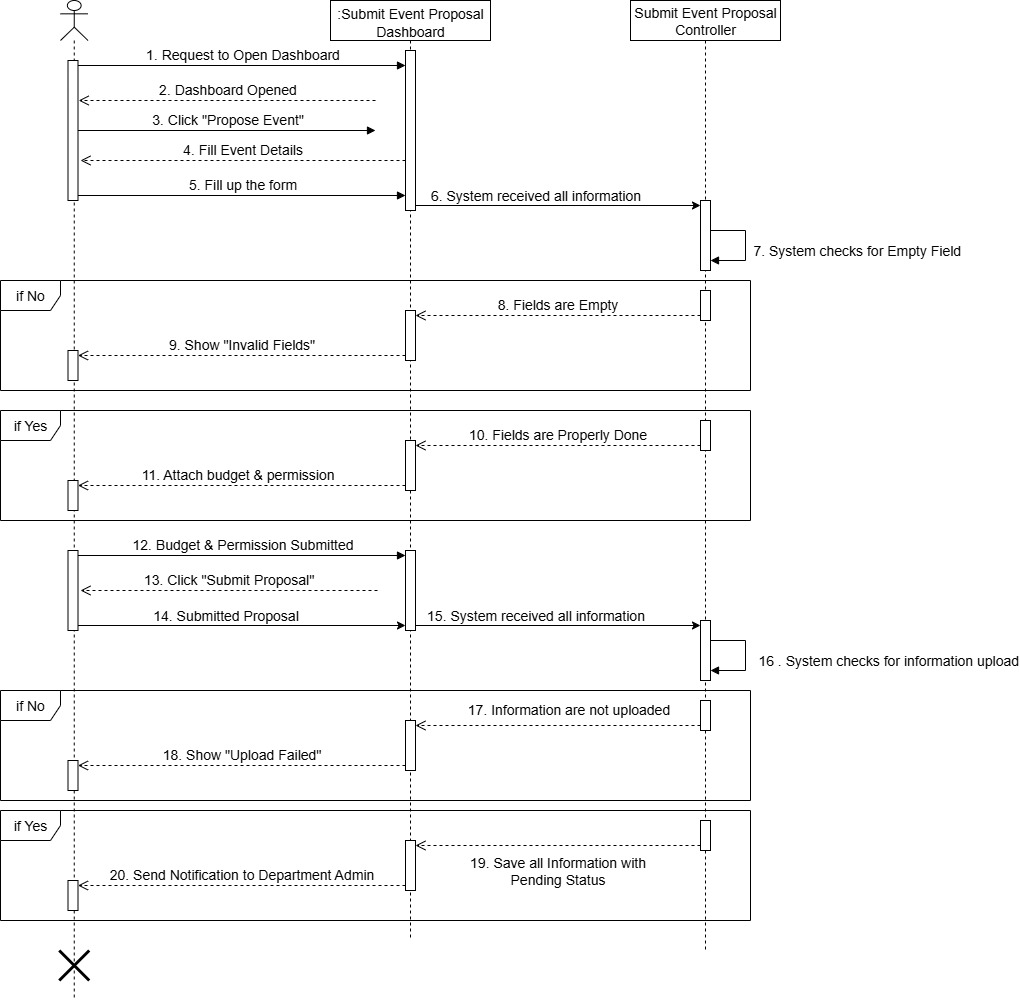 :Submit Event Proposal
Dashboard
Submit Event Proposal
Controller
1. Request to Open Dashboard
2. Dashboard Opened
3. Click "Propose Event"
4. Fill Event Details
5. Fill up the form
6. System received all information
7. System checks for Empty Field
if No
8. Fields are Empty
9. Show "Invalid Fields"
if Yes
10. Fields are Properly Done
11. Attach budget & permission
12. Budget & Permission Submitted
13. Click "Submit Proposal"
14. Submitted Proposal
15. System received all information
16 . System checks for information upload
if No
17. Information are not uploaded
18. Show "Upload Failed"
if Yes
19. Save all Information with
Pending Status
20. Send Notification to Department Admin